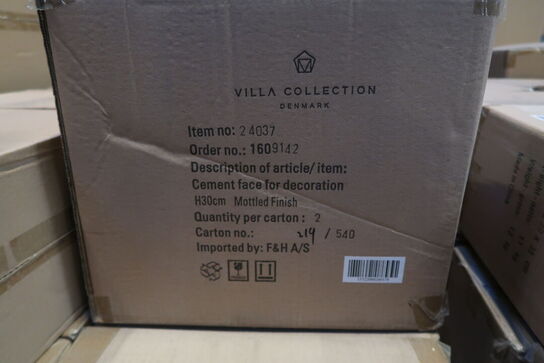 VILLA COLLECTION
DENMARK
Item no: 24037
Order no.: 1609142
Description of article/item:
Cement face for decoration
H30cm Mottled Finish
Quantity per carton: 2
Carton no.: 219 / 540
Imported by: F&H A/S